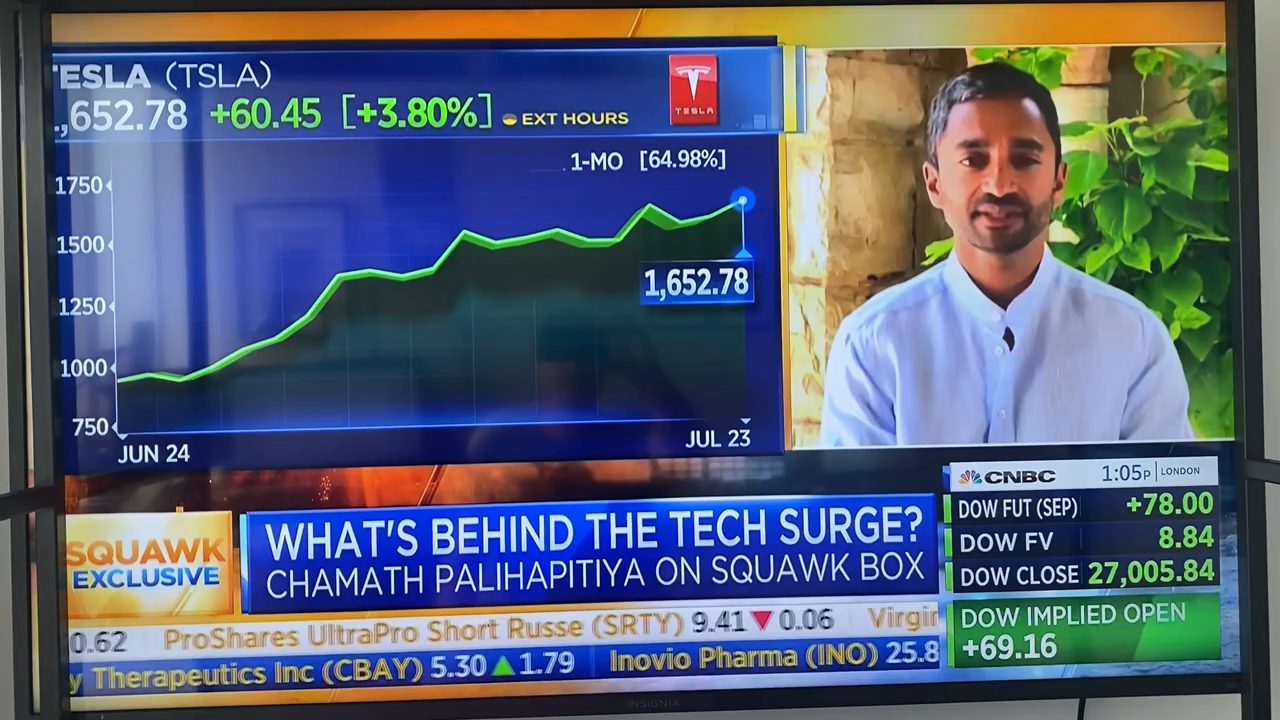 TESLA (TSLA)
,652.78 +60.45 [+3.80%] EXT HOURS
TESLA
1-MO [64.98%]
1750
1500
1250
1000
750
1,652.78
JUN 24
JUL 23
SQUAWK
EXCLUSIVE
WHAT'S BEHIND THE TECH SURGE?
CHAMATH PALIHAPITIYA ON SQUAWK BOX
CNBC 1:05P LONDON
DOW FUT (SEP) +78.00
DOW FV 8.84
DOW CLOSE 27,005.84
DOW IMPLIED OPEN
+69.16
0.62 ProShares UltraPro Short Russe (SRTY) 9.41 ▼ 0.06 Virgin
y Therapeutics Inc (CBAY) 5.30 ▲ 1.79 Inovio Pharma (INO) 25.8
INSIGNIA